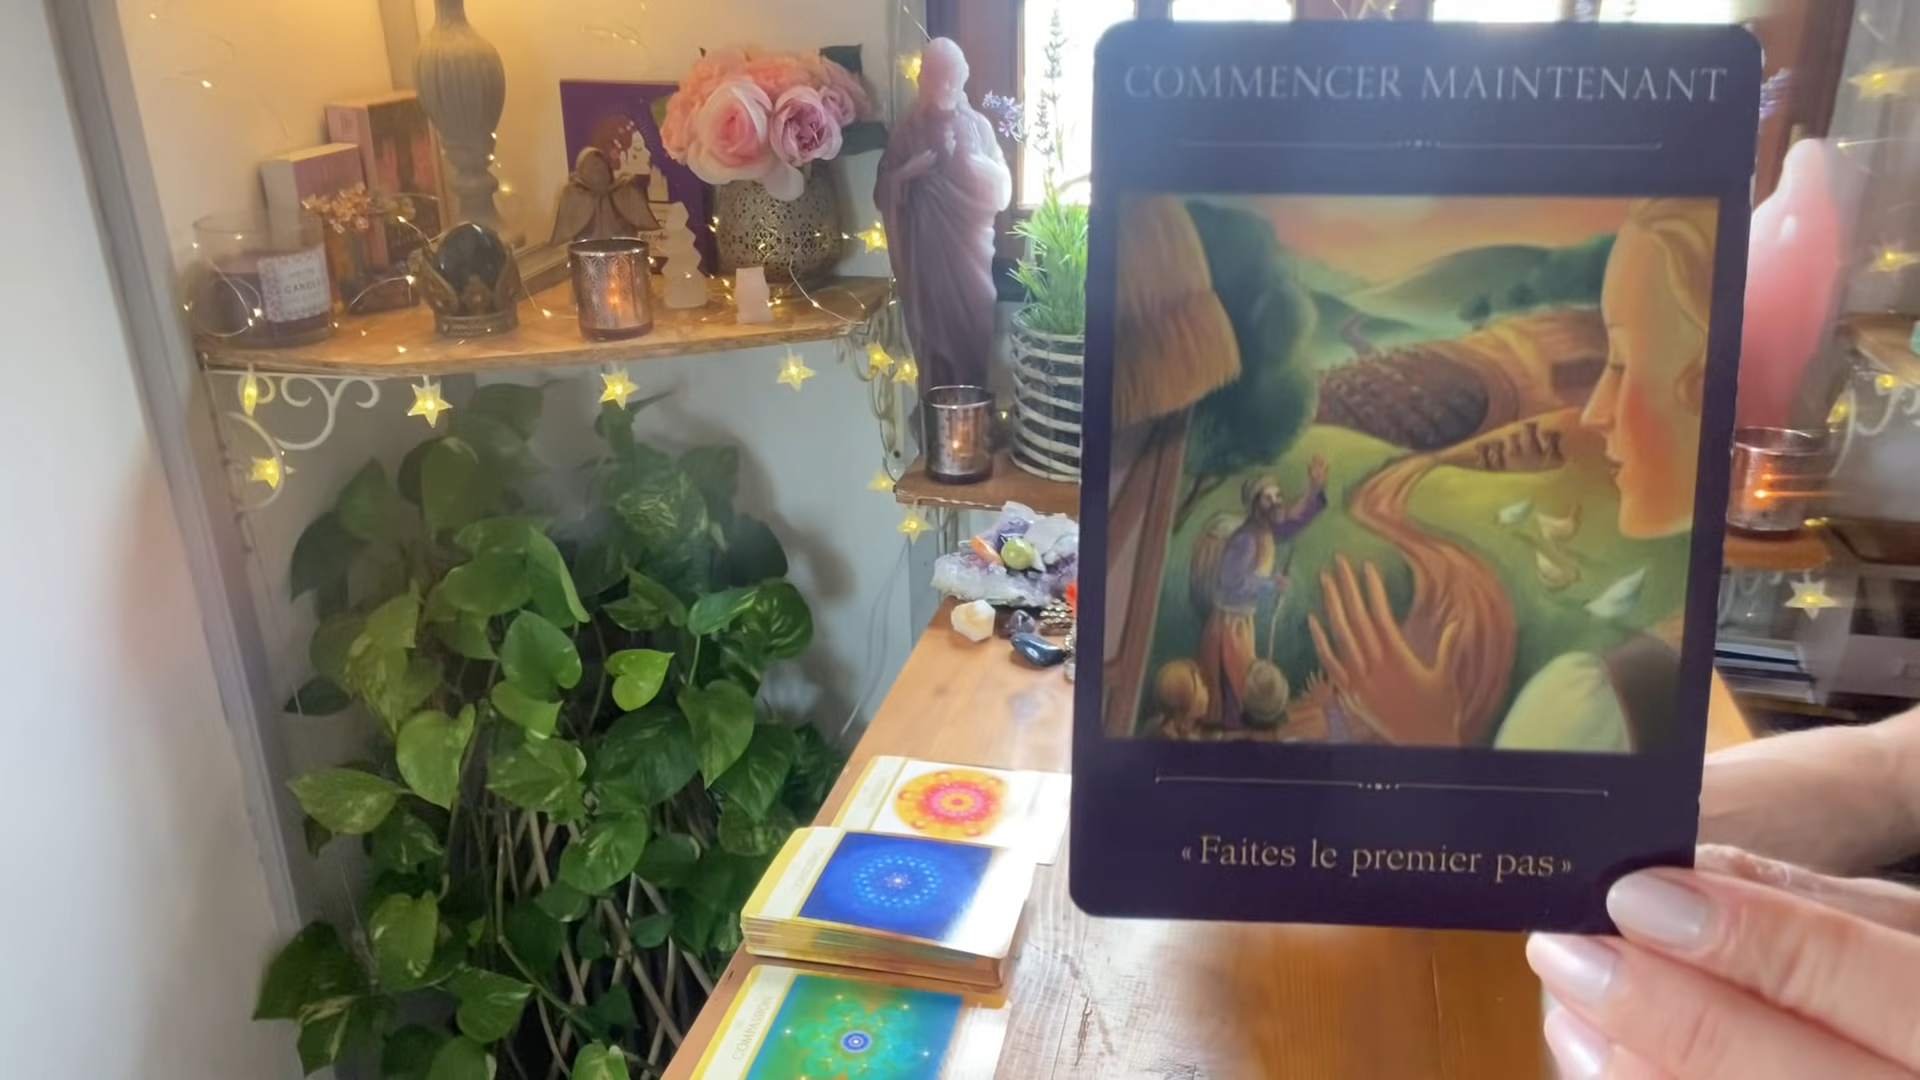 COMMENCER MAINTENANT
«Faites le premier pas»
CANDLE
COMPASSION